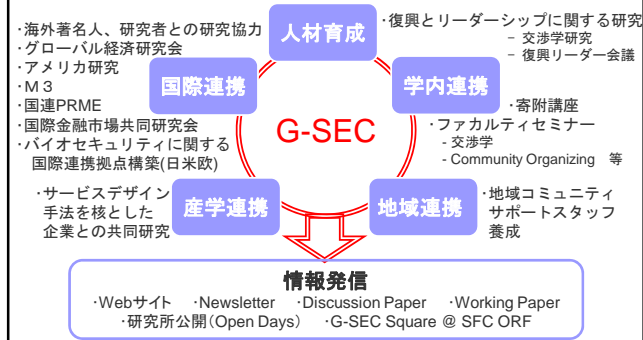 人材育成
・復興とリーダーシップに関する研究
- 交渉学研究
- 復興リーダー会議
・海外著名人、研究者との研究協力
・グローバル経済研究会
・アメリカ研究
・M3
・国連PRME
・国際金融市場共同研究会
・バイオセキュリティに関する
国際連携拠点構築(日米欧)
国際連携
学内連携
・寄附講座
・ファカルティセミナー
- 交渉学
- Community Organizing 等
G-SEC
・サービスデザイン
手法を核とした
企業との共同研究
産学連携
地域連携
・地域コミュニティ
サポートスタッフ
養成
情報発信
・Webサイト ・Newsletter ・Discussion Paper ・Working Paper
・研究所公開(Open Days) ・G-SEC Square @ SFC ORF